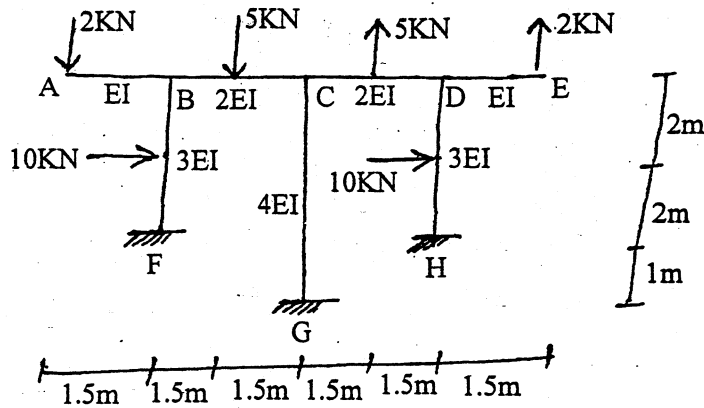 2KN 5KN 5KN 2KN
A EI B 2EI C 2EI D EI E
2m
10KN 3EI 10KN 3EI
4EI 2m
F H
1m
G
1.5m 1.5m 1.5m 1.5m 1.5m 1.5m